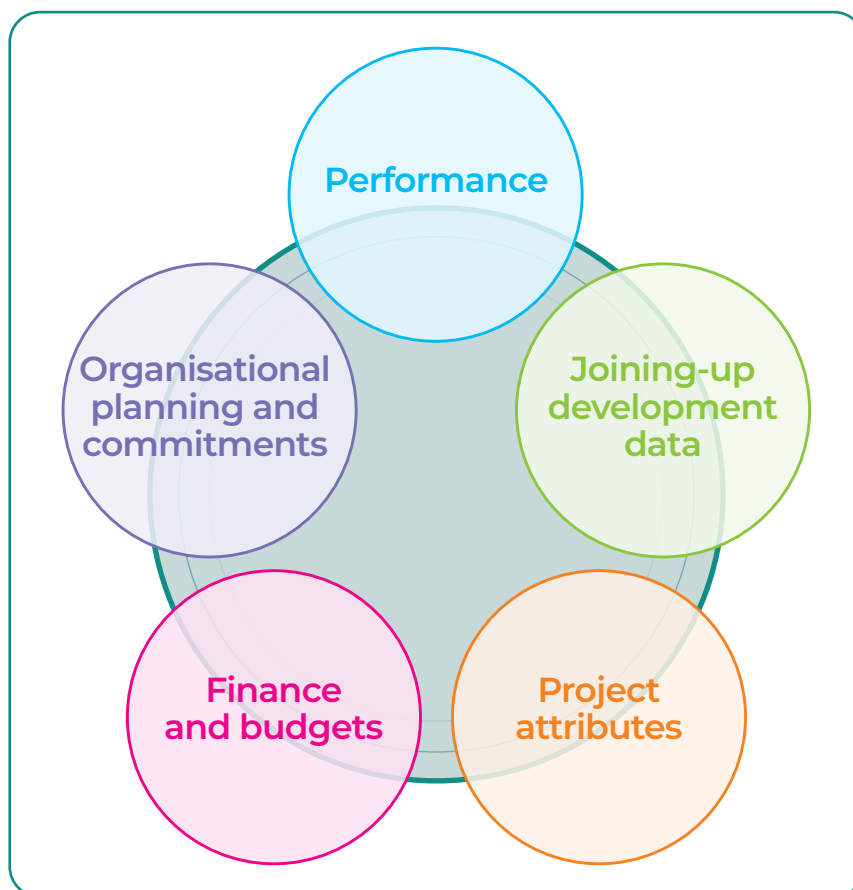 Performance
Organisational
planning and
commitments
Joining-up
development
data
Finance
and budgets
Project
attributes